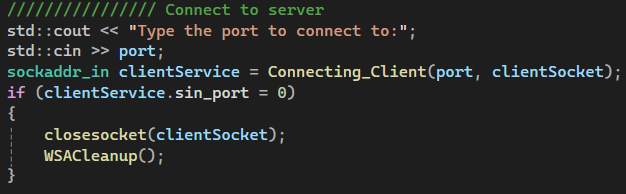 //////////////// Connect to server
std::cout << "Type the port to connect to:";
std::cin >> port;
sockaddr_in clientService = Connecting_Client(port, clientSocket);
if (clientService.sin_port = 0)
{
    closesocket(clientSocket);
    WSACleanup();
}